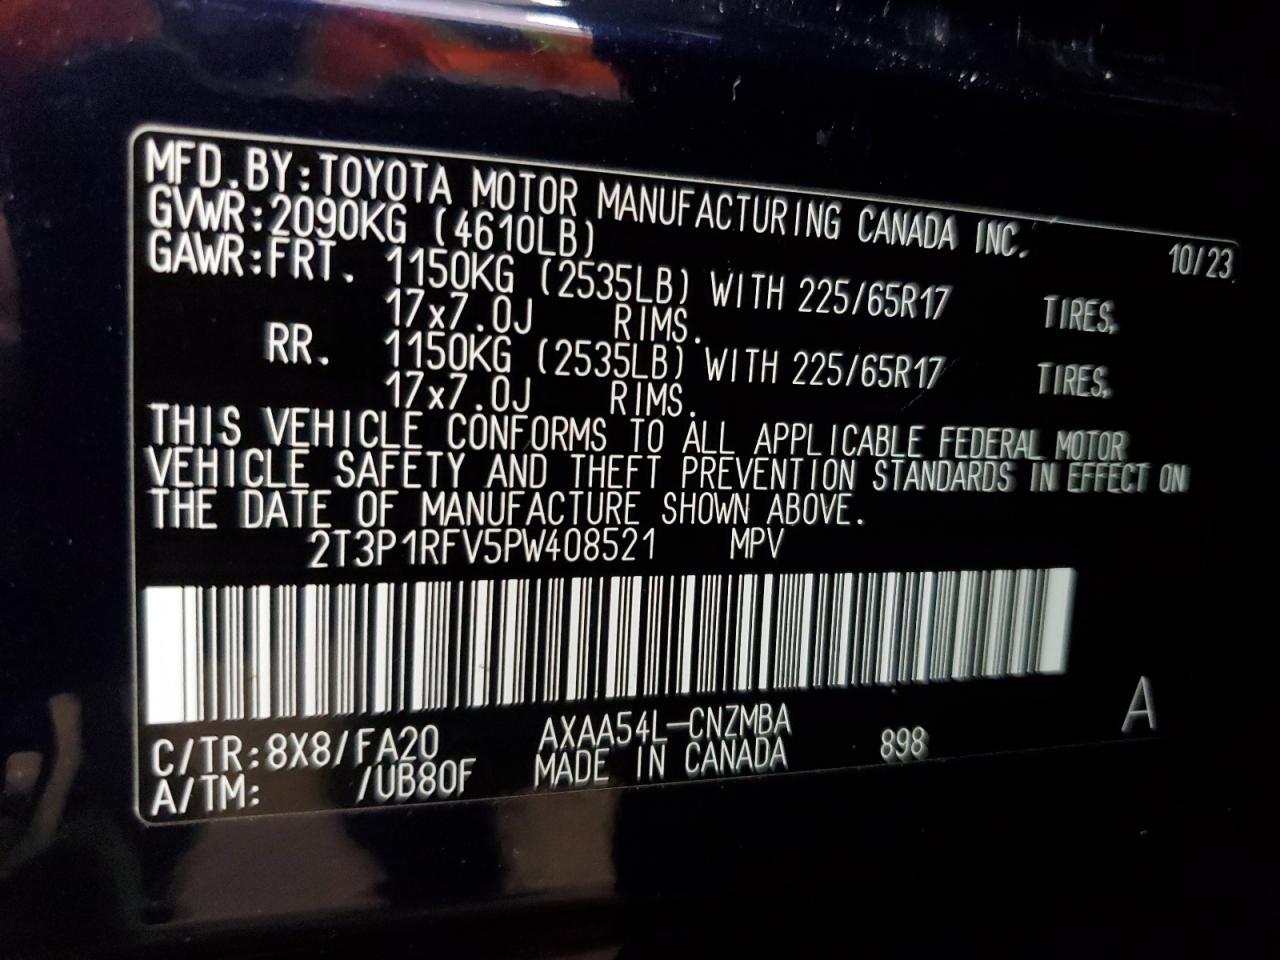 MFD.BY:TOYOTA MOTOR MANUFACTURING CANADA INC. 10/23
GVWR:2090KG (4610LB)
GAWR:FRT. 1150KG (2535LB) WITH 225/65R17 TIRES,
17x7.0J RIMS.
RR. 1150KG (2535LB) WITH 225/65R17 TIRES,
17x7.0J RIMS.
THIS VEHICLE CONFORMS TO ALL APPLICABLE FEDERAL MOTOR
VEHICLE SAFETY AND THEFT PREVENTION STANDARDS IN EFFECT ON
THE DATE OF MANUFACTURE SHOWN ABOVE.
2T3P1RFV5PW408521 MPV
C/TR:8X8/FA20 AXAA54L-CNZMBA 898 A
A/TM: /UB80F MADE IN CANADA